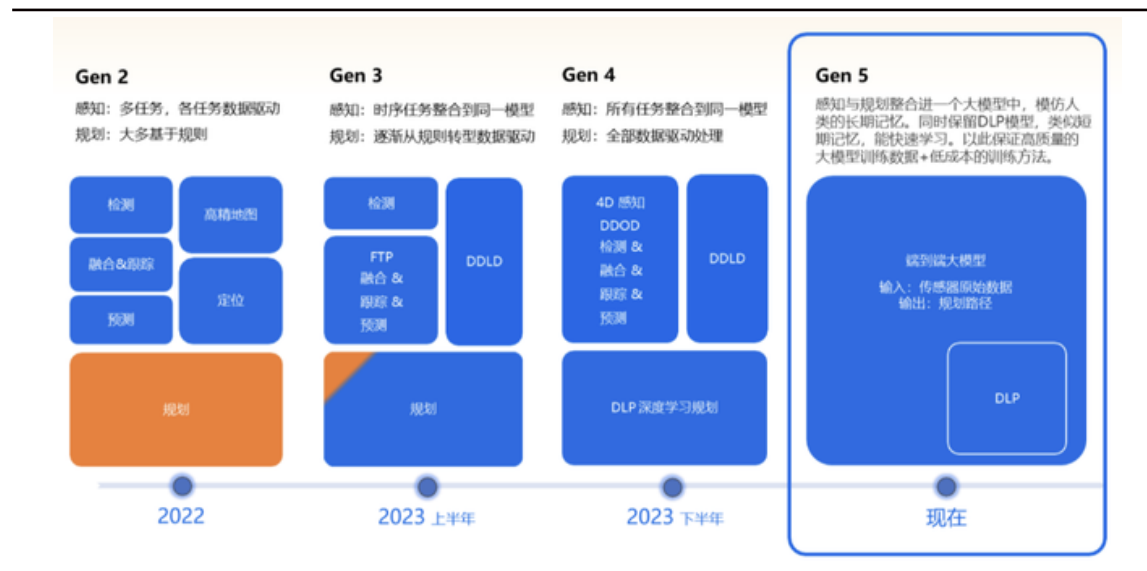 Gen 2
感知：多任务，各任务数据驱动
规划：大多基于规则
检测
高精地图
融合&跟踪
定位
预测
规划
2022
Gen 3
感知：时序任务整合到同一模型
规划：逐渐从规则转型数据驱动
检测
FTP
融合 &
跟踪 &
预测
DDLD
规划
2023 上半年
Gen 4
感知：所有任务整合到同一模型
规划：全部数据驱动处理
4D 感知
DDOD
检测 &
融合 &
跟踪 &
预测
DDLD
DLP 深度学习规划
2023 下半年
Gen 5
感知与规划整合进一个大模型中，模仿人
类的长期记忆。同时保留DLP模型，类似短
期记忆，能快速学习。以此保证高质量的
大模型训练数据+低成本的训练方法。
端到端大模型
输入：传感器原始数据
输出：规划路径
DLP
现在